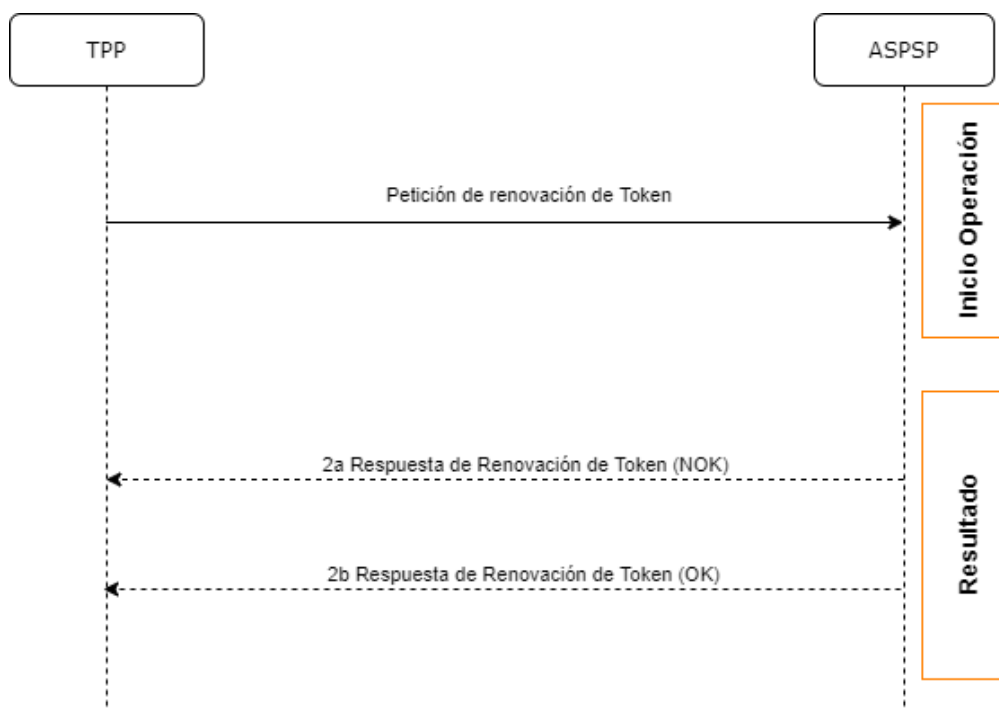 TPP
ASPSP
Petición de renovación de Token
Inicio Operación
2a Respuesta de Renovación de Token (NOK)
2b Respuesta de Renovación de Token (OK)
Resultado